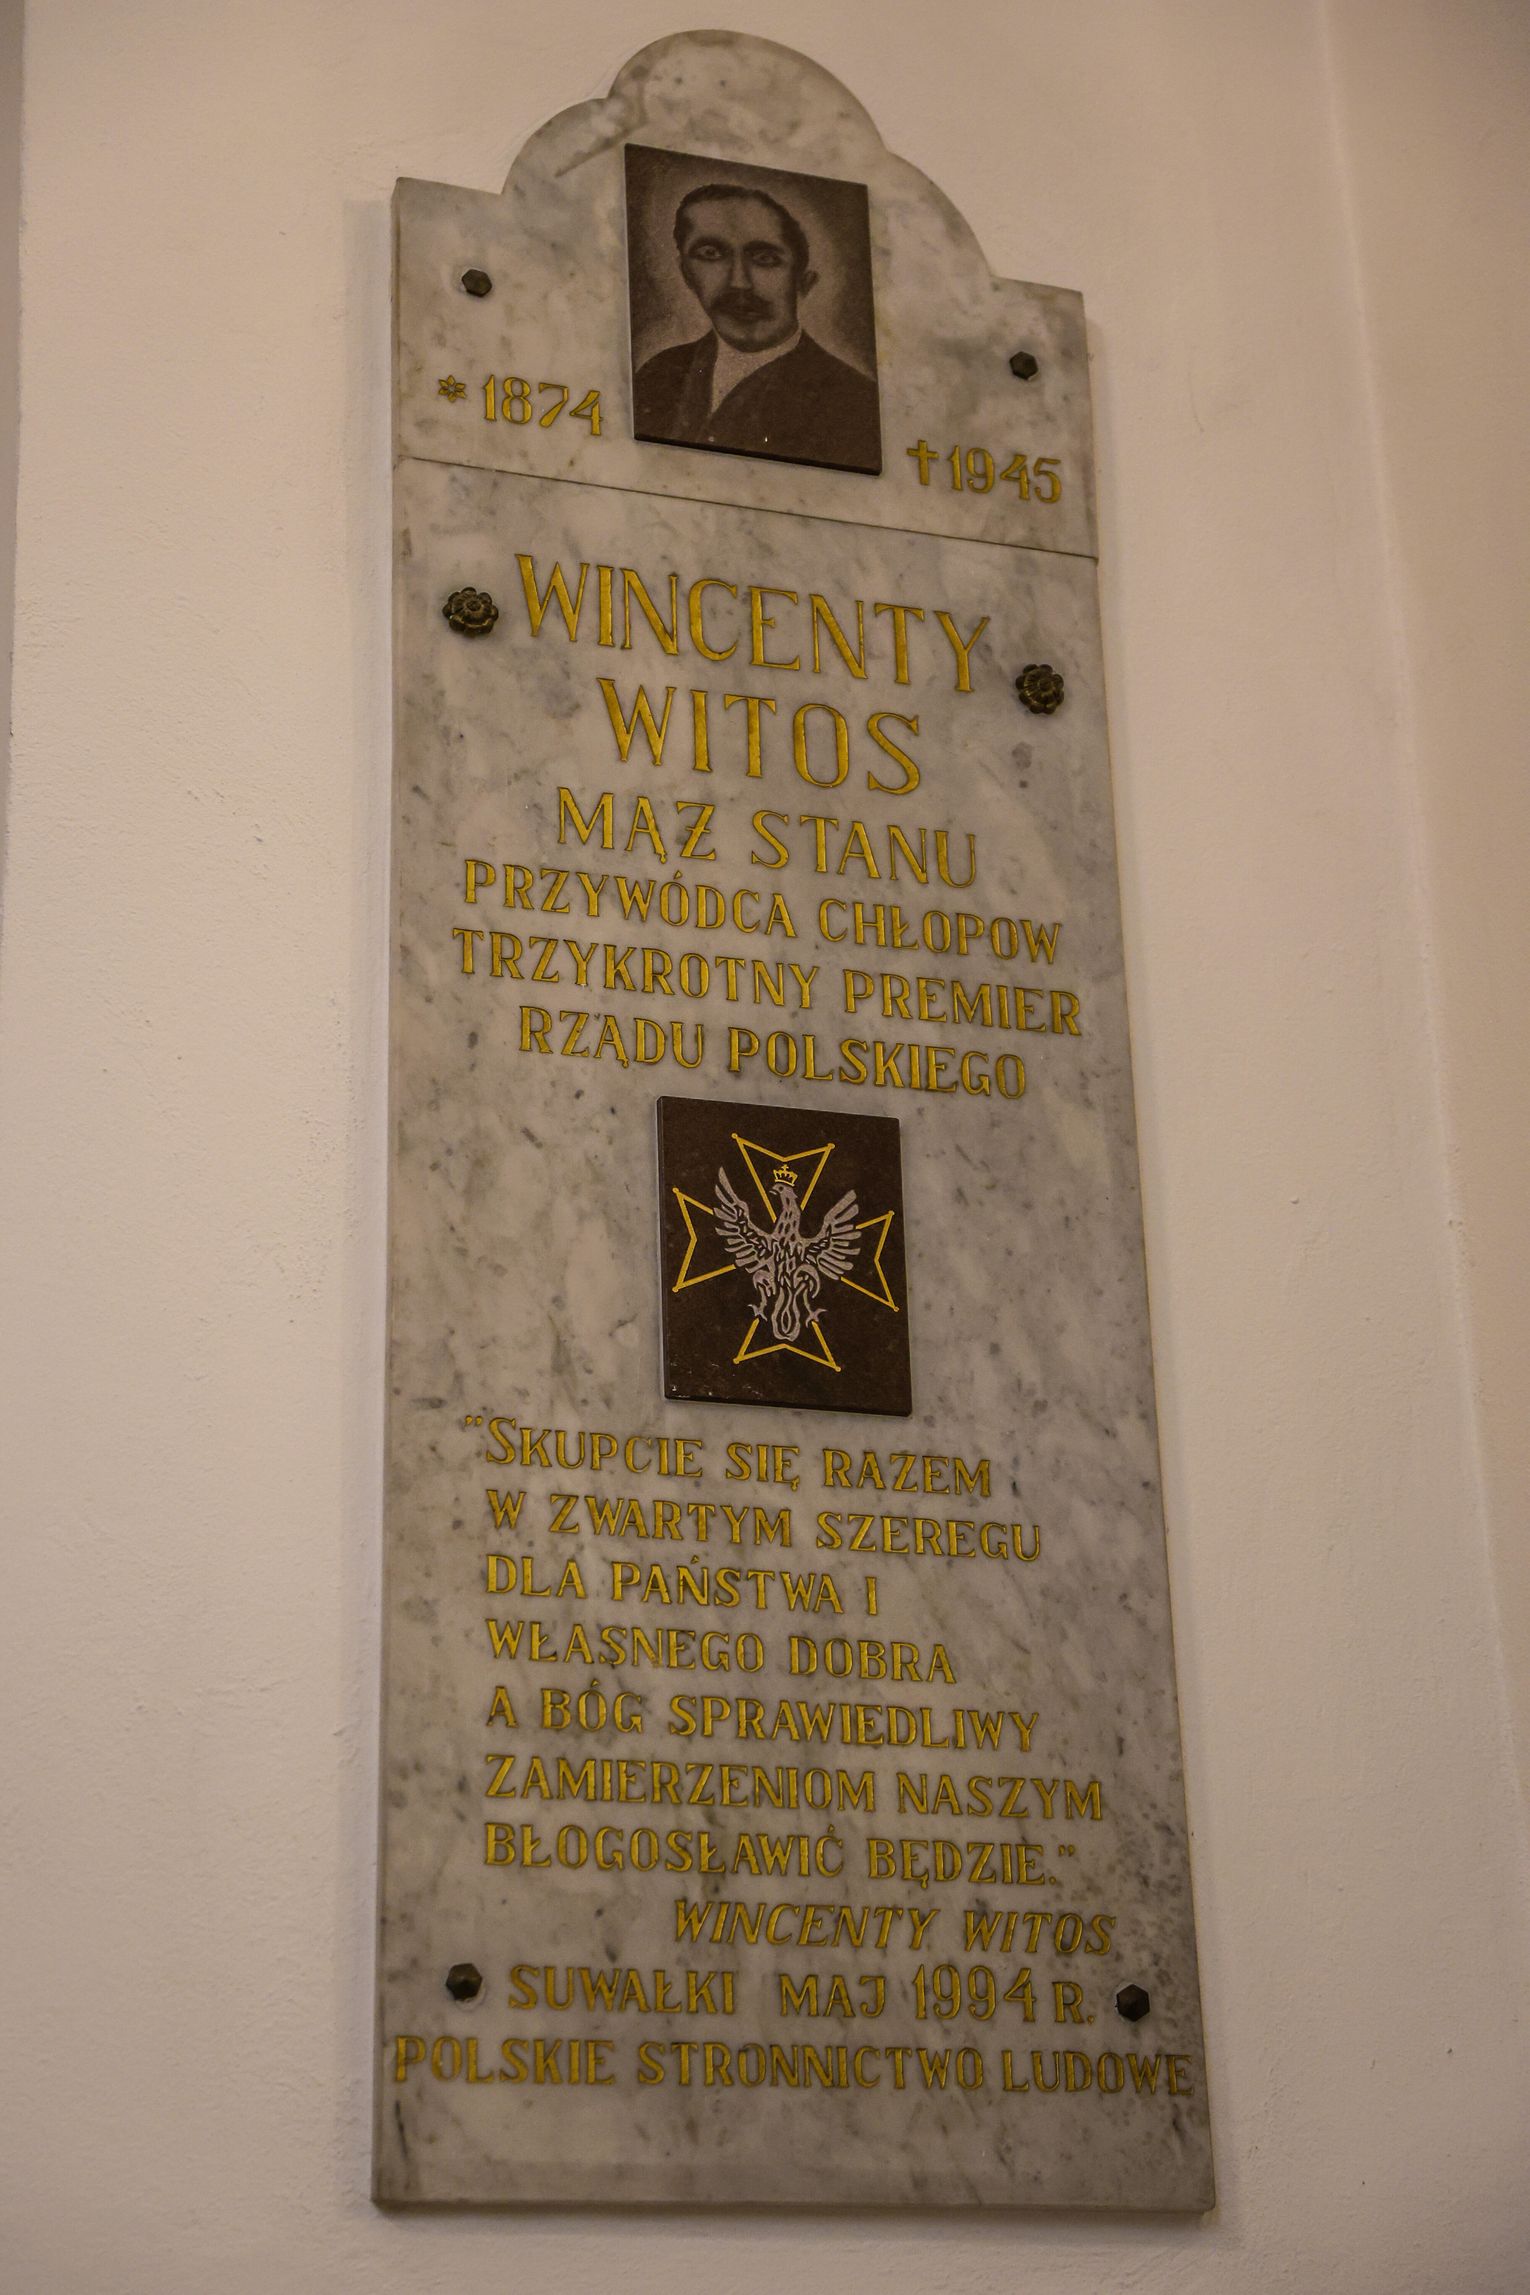 * 1874
✝ 1945
WINCENTY
WITOS
MĄŻ STANU
PRZYWÓDCA CHŁOPOW
TRZYKROTNY PREMIER
RZĄDU POLSKIEGO
"SKUPCIE SIĘ RAZEM
W ZWARTYM SZEREGU
DLA PAŃSTWA I
WŁASNEGO DOBRA
A BÓG SPRAWIEDLIWY
ZAMIERZENIOM NASZYM
BŁOGOSŁAWIĆ BĘDZIE."
WINCENTY WITOS
SUWAŁKI MAJ 1994 R.
POLSKIE STRONNICTWO LUDOWE